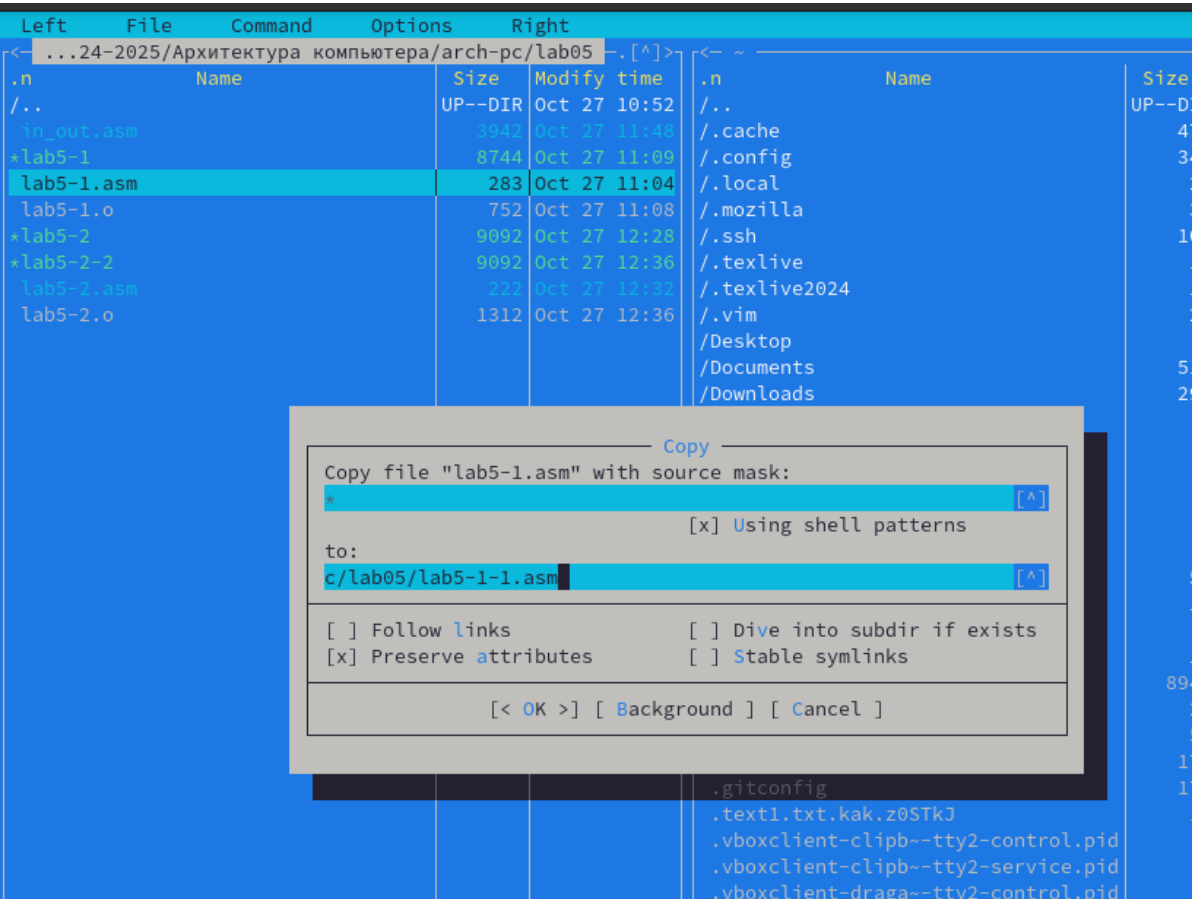 Left File Command Options Right
<─ ...24-2025/Архитектура компьютера/arch-pc/lab05 ─.[^]>┐ ┌<─ ~
.n Name Size Modify time .n Name Size
/.. UP--DIR Oct 27 10:52 /..
in_out.asm 3942 Oct 27 11:48 /.cache
*lab5-1 8744 Oct 27 11:09 /.config
lab5-1.asm 283 Oct 27 11:04 /.local
lab5-1.o 752 Oct 27 11:08 /.mozilla
*lab5-2 9092 Oct 27 12:28 /.ssh
*lab5-2-2 9092 Oct 27 12:36 /.texlive
lab5-2.asm 222 Oct 27 12:32 /.texlive2024
lab5-2.o 1312 Oct 27 12:36 /.vim
/Desktop
/Documents
/Downloads
Copy
Copy file "lab5-1.asm" with source mask:
* [^]
[x] Using shell patterns
to:
c/lab05/lab5-1-1.asm [^]
[ ] Follow links [ ] Dive into subdir if exists
[x] Preserve attributes [ ] Stable symlinks
[< OK >] [ Background ] [ Cancel ]
.gitconfig
.text1.txt.kak.z0STkJ
.vboxclient-clipb~-tty2-control.pid
.vboxclient-clipb~-tty2-service.pid
.vboxclient-draga~-tty2-control.pid